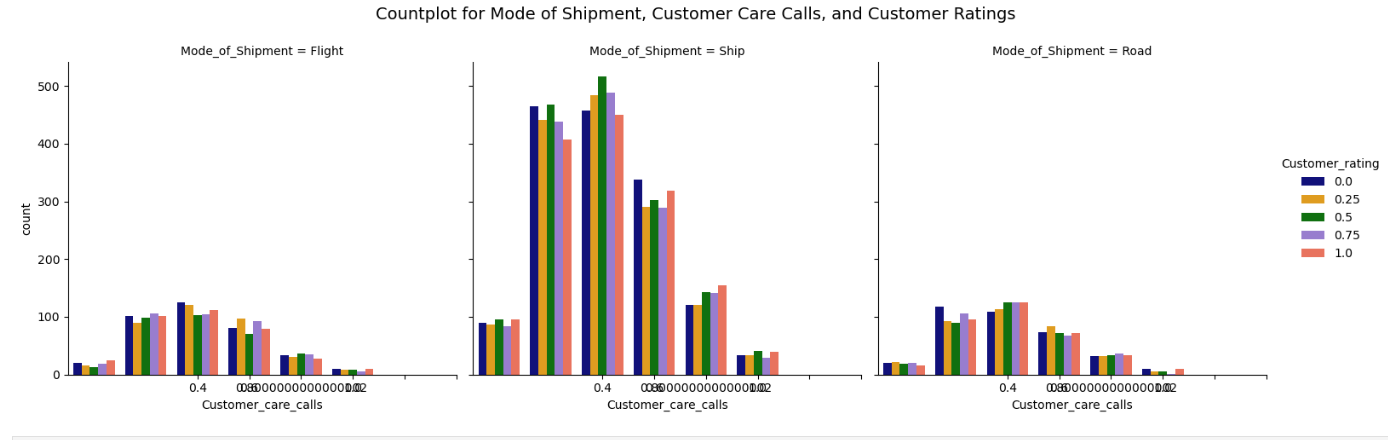 Countplot for Mode of Shipment, Customer Care Calls, and Customer Ratings
Mode_of_Shipment = Flight
Mode_of_Shipment = Ship
Mode_of_Shipment = Road
500
400
300
200
100
0
count
0.4
0.4
0.4
Customer_care_calls
Customer_care_calls
Customer_care_calls
Customer_rating
0.0
0.25
0.5
0.75
1.0